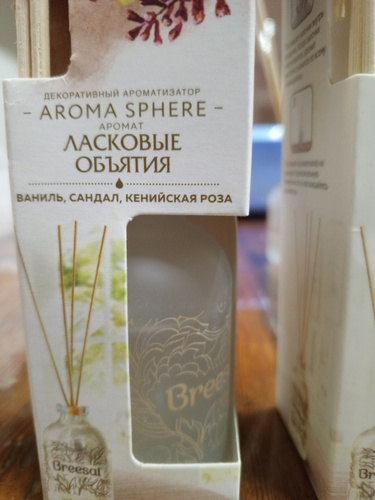 ДЕКОРАТИВНЫЙ АРОМАТИЗАТОР
- AROMA SPHERE -
АРОМАТ
ЛАСКОВЫЕ
ОБЪЯТИЯ
ВАНИЛЬ, САНДАЛ, КЕНИЙСКАЯ РОЗА
Breesal